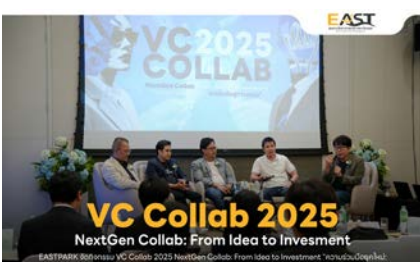 EAST
VC 2025
COLLAB
NextGen Collab
VC Collab 2025
NextGen Collab: From Idea to Invesment
EASTPARK จัดกิจกรรม VC Collab 2025 NextGen Collab: From Idea to Investment "ความร่วมมือยุคใหม่: